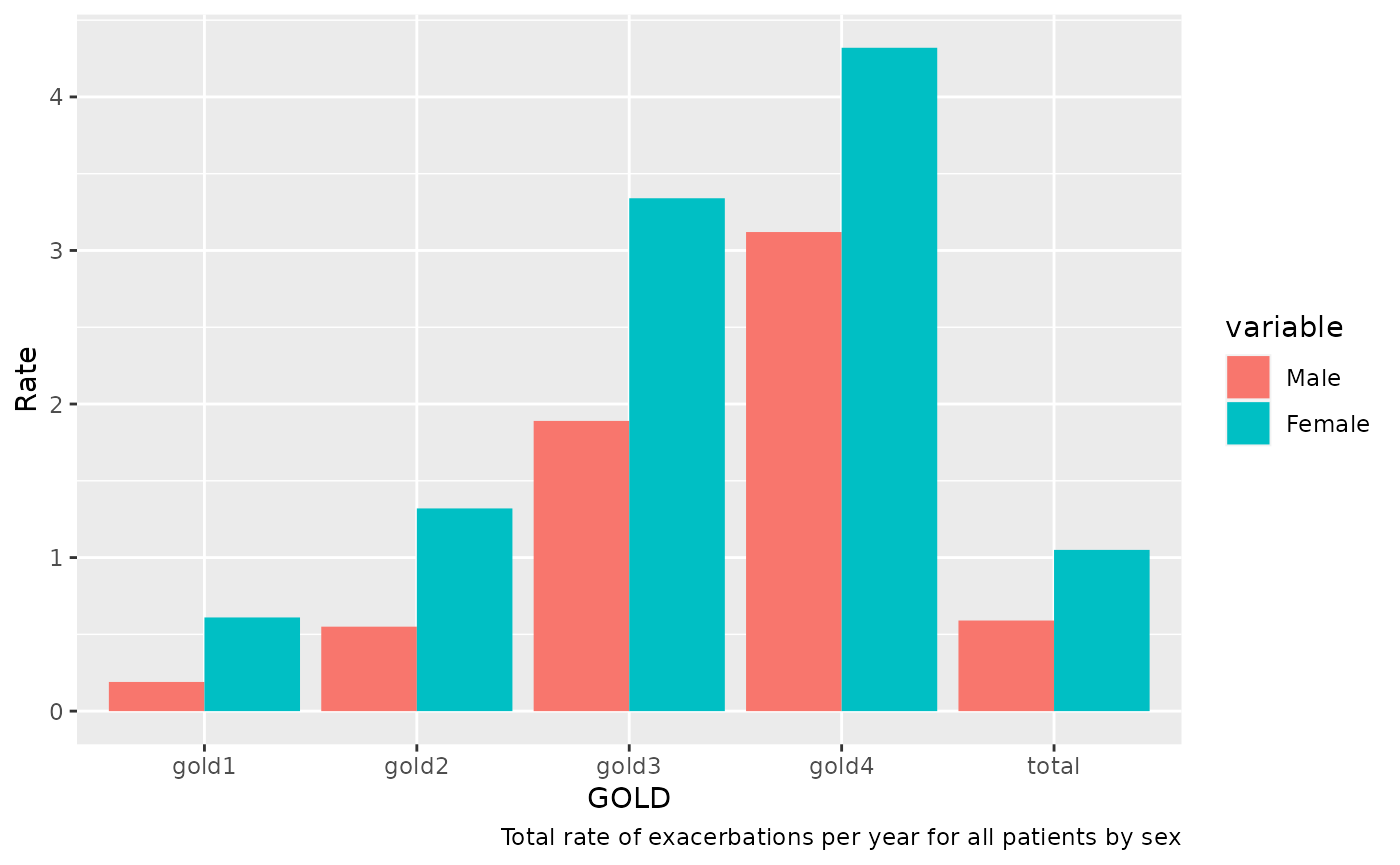 4
3
2
1
0
Rate
gold1 gold2 gold3 gold4 total
GOLD
Total rate of exacerbations per year for all patients by sex
variable
Male
Female